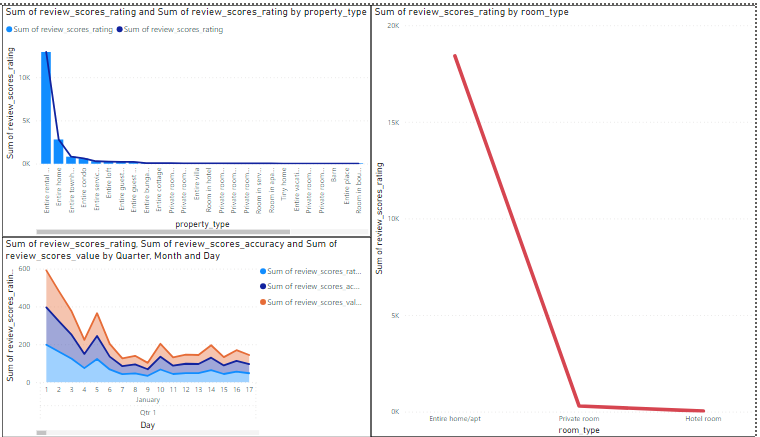 Sum of review_scores_rating and Sum of review_scores_rating by property_type
Sum of review_scores_rating Sum of review_scores_rating
Sum of review_scores_rating
10K
5K
0K
Entire rental ...
Entire home
Entire townh...
Entire condo
Entire servic...
Entire loft
Entire guest...
Entire guest ...
Entire bunga...
Entire cottage
Private room...
Private room...
Entire villa
Room in hotel
Private room...
Private room...
Private room...
Room in serv...
Room in apa...
Tiny home
Entire vacati...
Private room...
Private room...
Barn
Entire place
Room in bou...
property_type
Sum of review_scores_rating, Sum of review_scores_accuracy and Sum of
review_scores_value by Quarter, Month and Day
Sum of review_scores_ratin...
600
400
200
0
1 2 3 4 5 6 7 8 9 10 11 12 13 14 15 16 17
January
Qtr 1
Day
Sum of review_scores_rat...
Sum of review_scores_ac...
Sum of review_scores_val...
Sum of review_scores_rating by room_type
Sum of review_scores_rating
20K
15K
10K
5K
0K
Entire home/apt Private room Hotel room
room_type